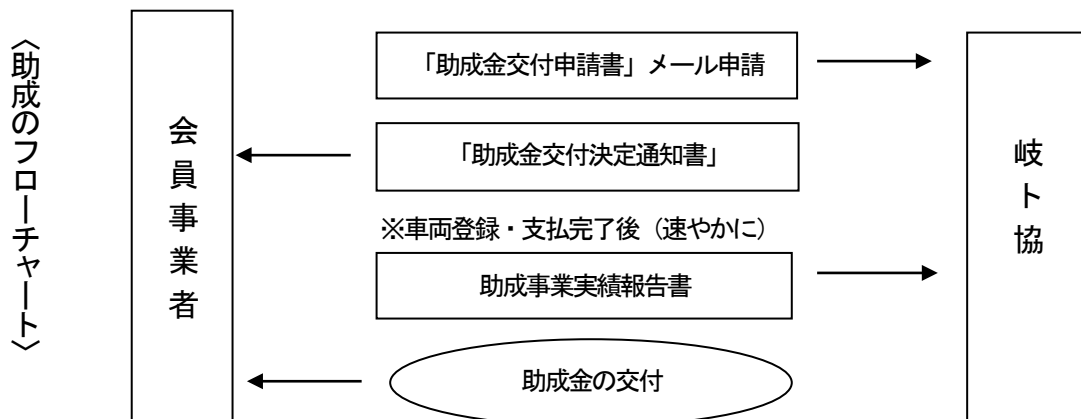 〈助成のフローチャート〉
会員事業者
「助成金交付申請書」メール申請
「助成金交付決定通知書」
※車両登録・支払完了後（速やかに）
助成事業実績報告書
助成金の交付
岐ト協